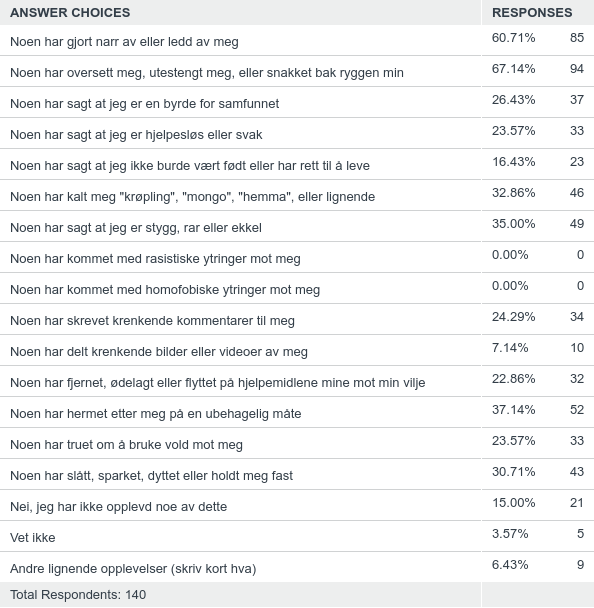 ANSWER CHOICES RESPONSES
Noen har gjort narr av eller ledd av meg 60.71% 85
Noen har oversett meg, utestengt meg, eller snakket bak ryggen min 67.14% 94
Noen har sagt at jeg er en byrde for samfunnet 26.43% 37
Noen har sagt at jeg er hjelpesløs eller svak 23.57% 33
Noen har sagt at jeg ikke burde vært født eller har rett til å leve 16.43% 23
Noen har kalt meg "krøpling", "mongo", "hemma", eller lignende 32.86% 46
Noen har sagt at jeg er stygg, rar eller ekkel 35.00% 49
Noen har kommet med rasistiske ytringer mot meg 0.00% 0
Noen har kommet med homofobiske ytringer mot meg 0.00% 0
Noen har skrevet krenkende kommentarer til meg 24.29% 34
Noen har delt krenkende bilder eller videoer av meg 7.14% 10
Noen har fjernet, ødelagt eller flyttet på hjelpemidlene mine mot min vilje 22.86% 32
Noen har hermet etter meg på en ubehagelig måte 37.14% 52
Noen har truet om å bruke vold mot meg 23.57% 33
Noen har slått, sparket, dyttet eller holdt meg fast 30.71% 43
Nei, jeg har ikke opplevd noe av dette 15.00% 21
Vet ikke 3.57% 5
Andre lignende opplevelser (skriv kort hva) 6.43% 9
Total Respondents: 140